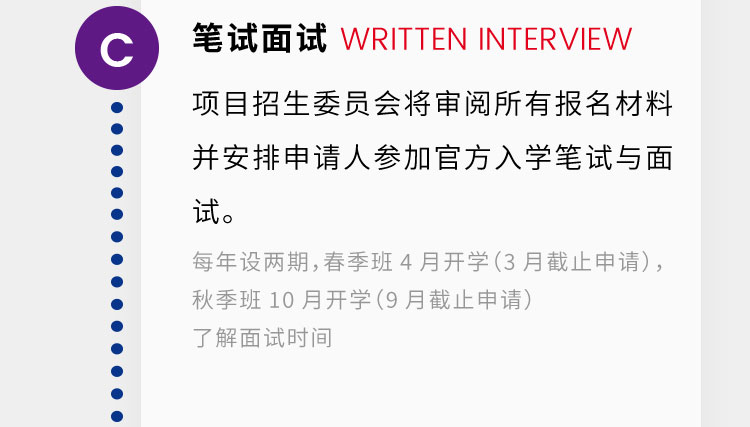 C
笔试面试 WRITTEN INTERVIEW
项目招生委员会将审阅所有报名材料
并安排申请人参加官方入学笔试与面
试。
每年设两期，春季班 4 月开学（3 月截止申请），
秋季班 10 月开学（9 月截止申请）
了解面试时间